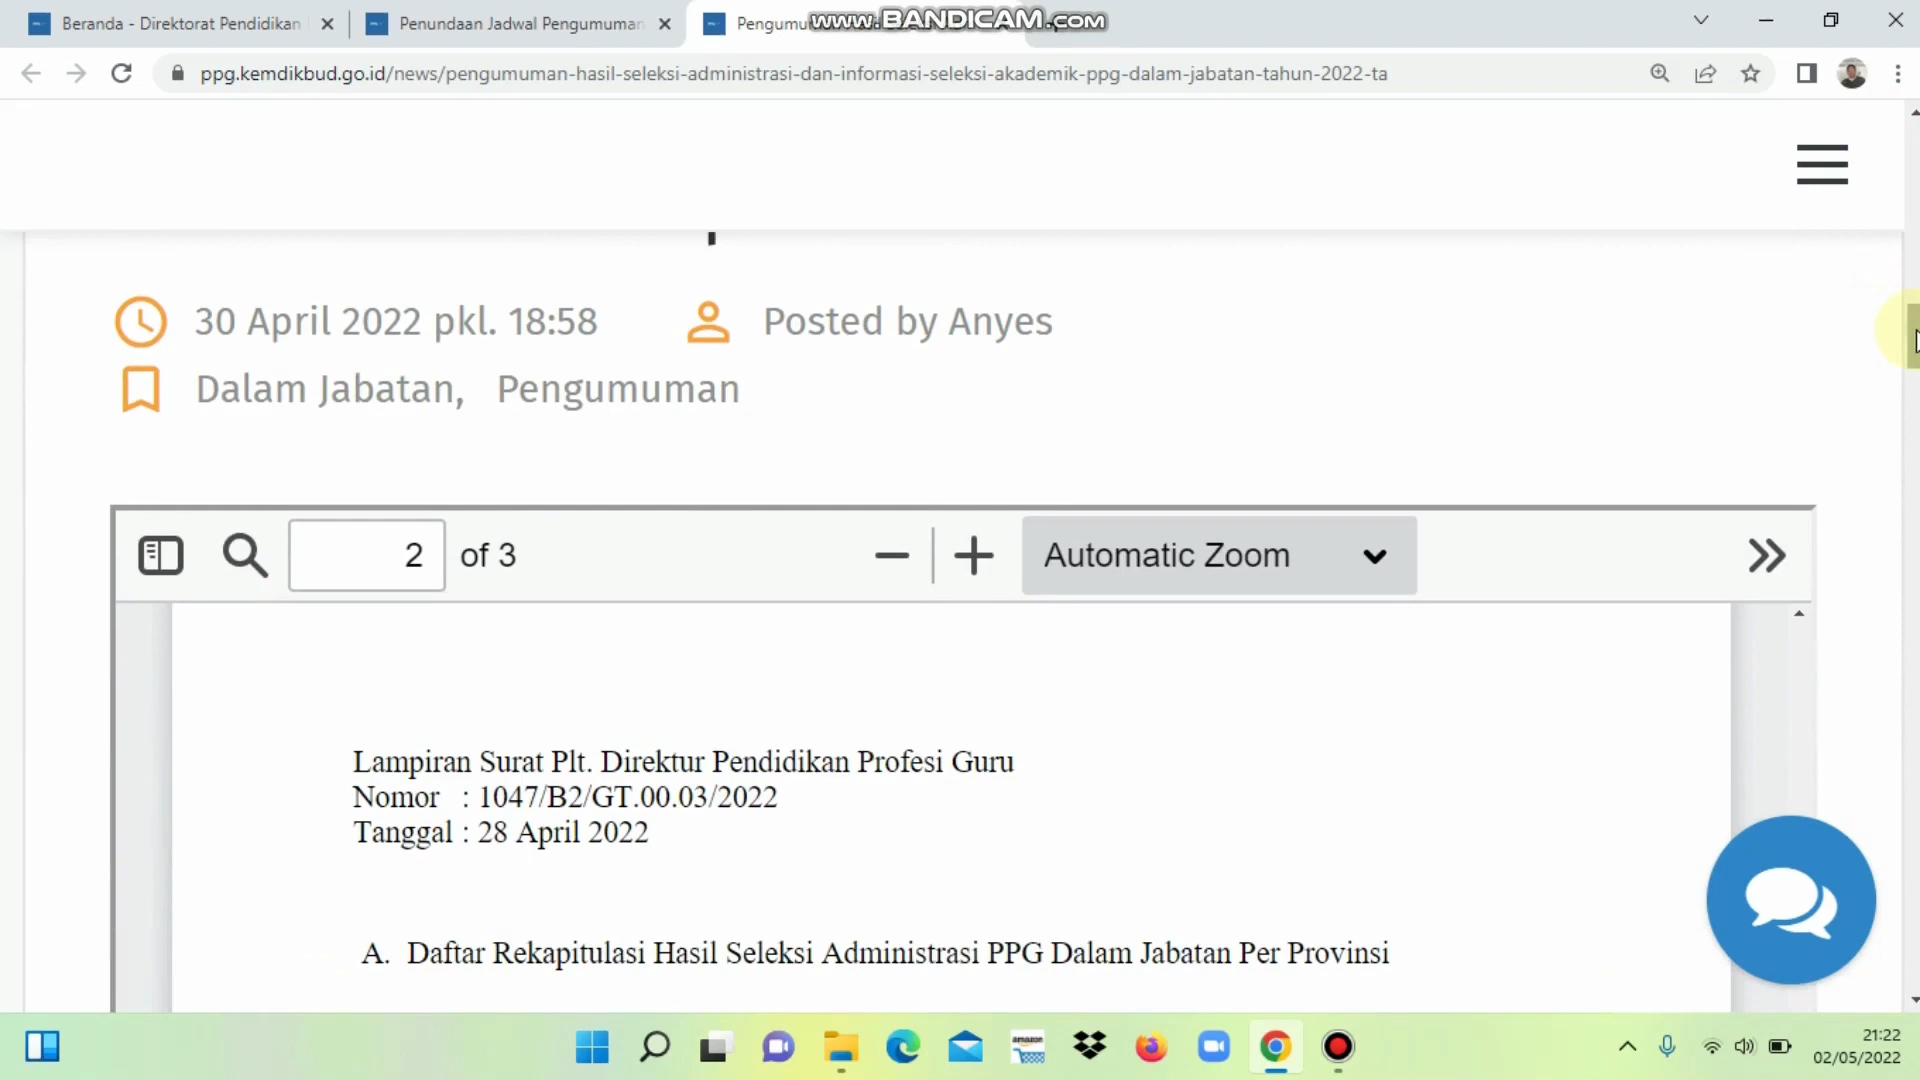 Beranda - Direktorat Pendidikan
Penundaan Jadwal Pengumuman
Pengumu
www.BANDICAM.com
ppg.kemdikbud.go.id/news/pengumuman-hasil-seleksi-administrasi-dan-informasi-seleksi-akademik-ppg-dalam-jabatan-tahun-2022-ta
30 April 2022 pkl. 18:58
Posted by Anyes
Dalam Jabatan, Pengumuman
2 of 3
Automatic Zoom
Lampiran Surat Plt. Direktur Pendidikan Profesi Guru
Nomor : 1047/B2/GT.00.03/2022
Tanggal : 28 April 2022
A. Daftar Rekapitulasi Hasil Seleksi Administrasi PPG Dalam Jabatan Per Provinsi
amazon
21:22
02/05/2022